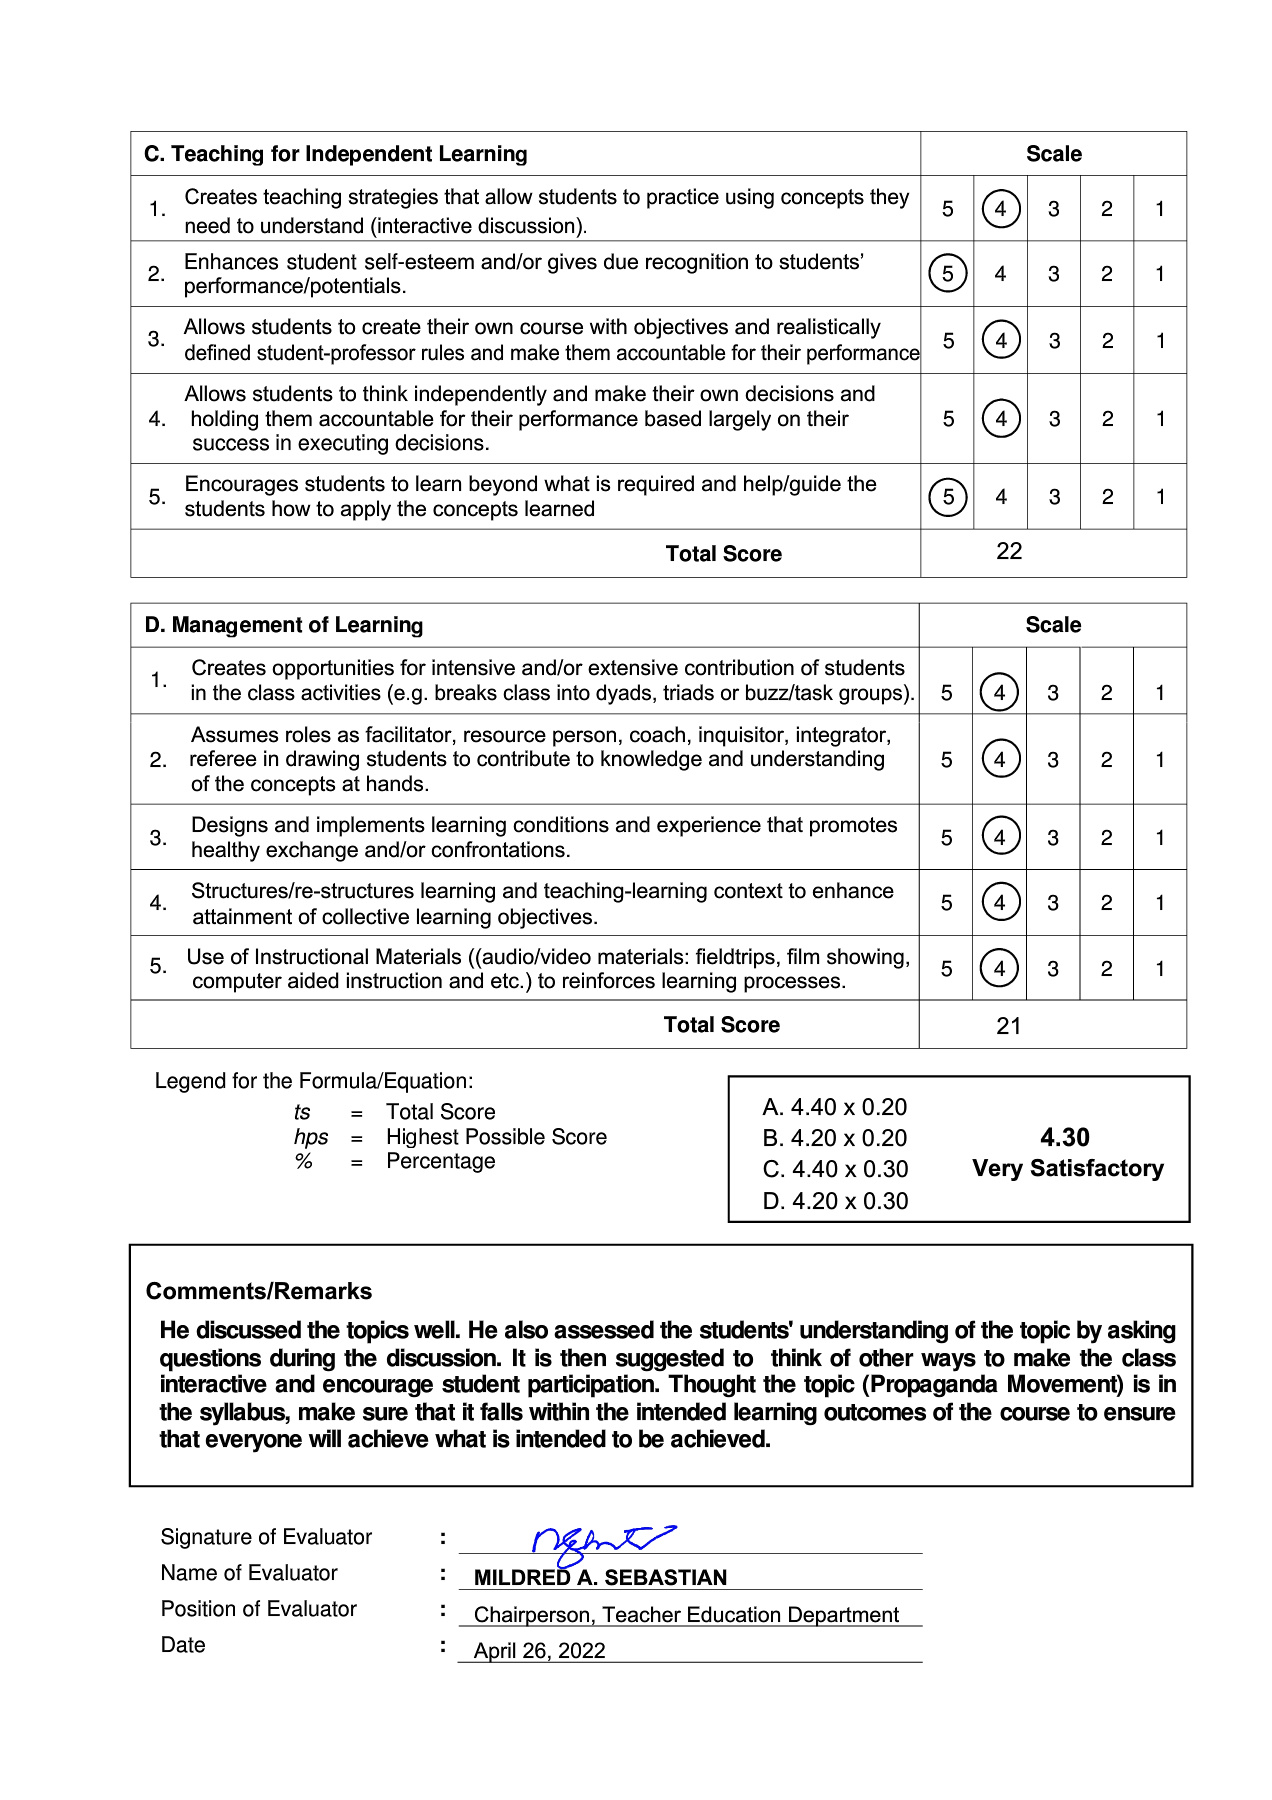 C. Teaching for Independent Learning Scale
1. Creates teaching strategies that allow students to practice using concepts they
need to understand (interactive discussion). 5 4 3 2 1
2. Enhances student self-esteem and/or gives due recognition to students’
performance/potentials. 5 4 3 2 1
3. Allows students to create their own course with objectives and realistically
defined student-professor rules and make them accountable for their performance 5 4 3 2 1
Allows students to think independently and make their own decisions and
4. holding them accountable for their performance based largely on their 5 4 3 2 1
success in executing decisions.
5. Encourages students to learn beyond what is required and help/guide the
students how to apply the concepts learned 5 4 3 2 1
Total Score 22
D. Management of Learning Scale
1. Creates opportunities for intensive and/or extensive contribution of students
in the class activities (e.g. breaks class into dyads, triads or buzz/task groups). 5 4 3 2 1
Assumes roles as facilitator, resource person, coach, inquisitor, integrator,
2. referee in drawing students to contribute to knowledge and understanding 5 4 3 2 1
of the concepts at hands.
3. Designs and implements learning conditions and experience that promotes
healthy exchange and/or confrontations. 5 4 3 2 1
4. Structures/re-structures learning and teaching-learning context to enhance
attainment of collective learning objectives. 5 4 3 2 1
5. Use of Instructional Materials ((audio/video materials: fieldtrips, film showing,
computer aided instruction and etc.) to reinforces learning processes. 5 4 3 2 1
Total Score 21
Legend for the Formula/Equation:
ts = Total Score
hps = Highest Possible Score
% = Percentage
A. 4.40 x 0.20
B. 4.20 x 0.20
C. 4.40 x 0.30
D. 4.20 x 0.30
4.30
Very Satisfactory
Comments/Remarks
He discussed the topics well. He also assessed the students' understanding of the topic by asking
questions during the discussion. It is then suggested to think of other ways to make the class
interactive and encourage student participation. Thought the topic (Propaganda Movement) is in
the syllabus, make sure that it falls within the intended learning outcomes of the course to ensure
that everyone will achieve what is intended to be achieved.
Signature of Evaluator :
Name of Evaluator : MILDRED A. SEBASTIAN
Position of Evaluator : Chairperson, Teacher Education Department
Date : April 26, 2022